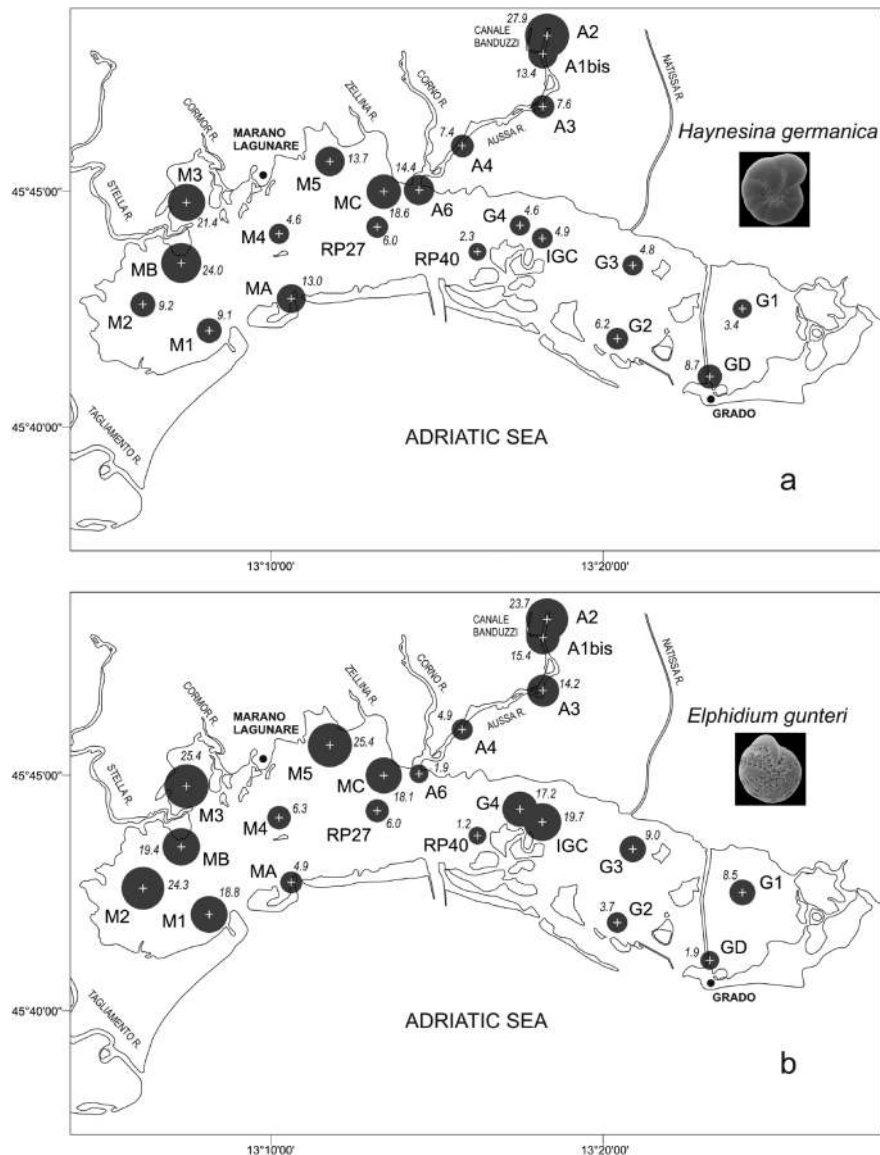 27.9
CANALE
BANDUZZI
A2
A1bis
13.4
NATISSA R.
CORNO R.
ZELLINA R.
CORMOR R.
7.6
A3
AUSSA R.
7.4
A4
Haynesina germanica
MARANO
LAGUNARE
STELLA R.
M3
13.7
M5
14.4
45°45'00"
MC
A6
21.4
18.6
M4
4.6
RP27
6.0
G4
4.6
4.9
IGC
RP40
2.3
G3
4.8
MB
24.0
MA
13.0
M2
9.2
9.1
M1
6.2
G2
G1
3.4
GD
8.7
GRADO
TAGLIAMENTO R.
45°40'00"
ADRIATIC SEA
a
13°10'00'
13°20'00'
23.7
CANALE
BANDUZZI
A2
A1bis
15.4
NATISSA R.
CORNO R.
ZELLINA R.
CORMOR R.
14.2
A3
AUSSA R.
4.9
A4
Elphidium gunteri
MARANO
LAGUNARE
STELLA R.
25.4
M3
25.4
M5
45°45'00"
MC
1.9
A6
18.1
M4
6.3
RP27
6.0
G4
17.2
19.7
IGC
RP40
1.2
G3
9.0
19.4
MB
MA
4.9
M2
24.3
18.8
M1
3.7
G2
8.5
G1
GD
1.9
GRADO
TAGLIAMENTO R.
45°40'00"
ADRIATIC SEA
b
13°10'00'
13°20'00'